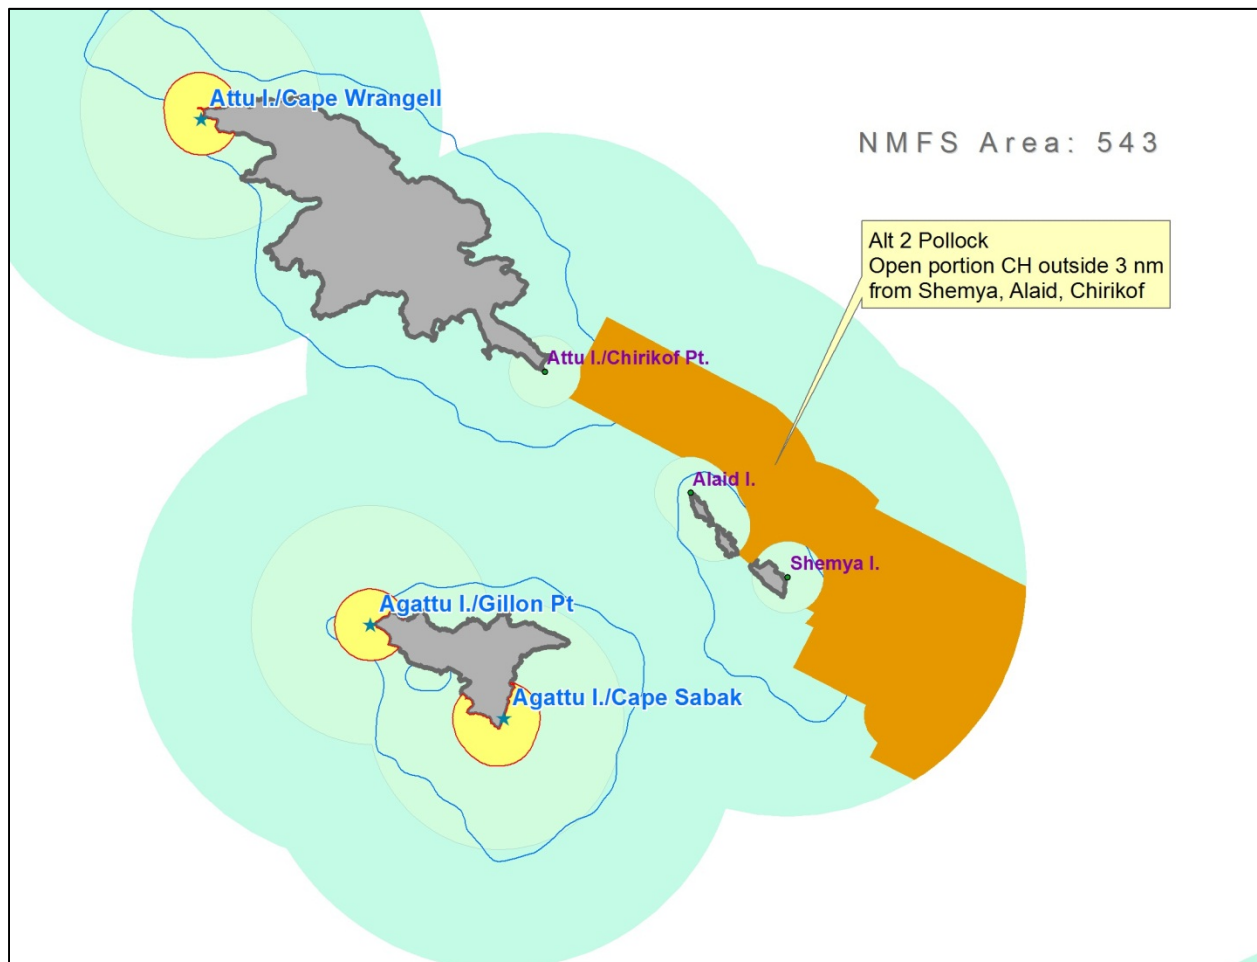 Attu I./Cape Wrangell
NMFS Area: 543
Alt 2 Pollock
Open portion CH outside 3 nm
from Shemya, Alaid, Chirikof
Attu I./Chirikof Pt.
Alaid I.
Shemya I.
Agattu I./Gillon Pt
Agattu I./Cape Sabak